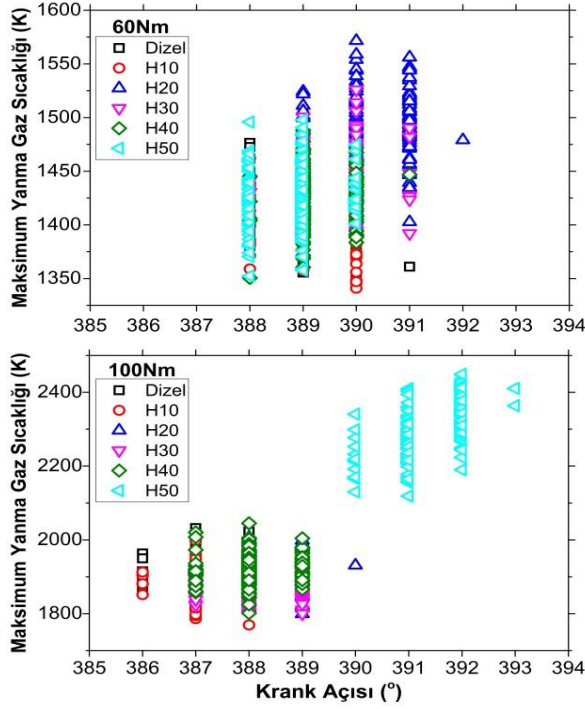 60Nm
Dizel
H10
H20
H30
H40
H50
Maksimum Yanma Gaz Sıcaklığı (K)
1600
1550
1500
1450
1400
1350
385 386 387 388 389 390 391 392 393 394
100Nm
Dizel
H10
H20
H30
H40
H50
Maksimum Yanma Gaz Sıcaklığı (K)
2400
2200
2000
1800
385 386 387 388 389 390 391 392 393 394
Krank Açısı (°)